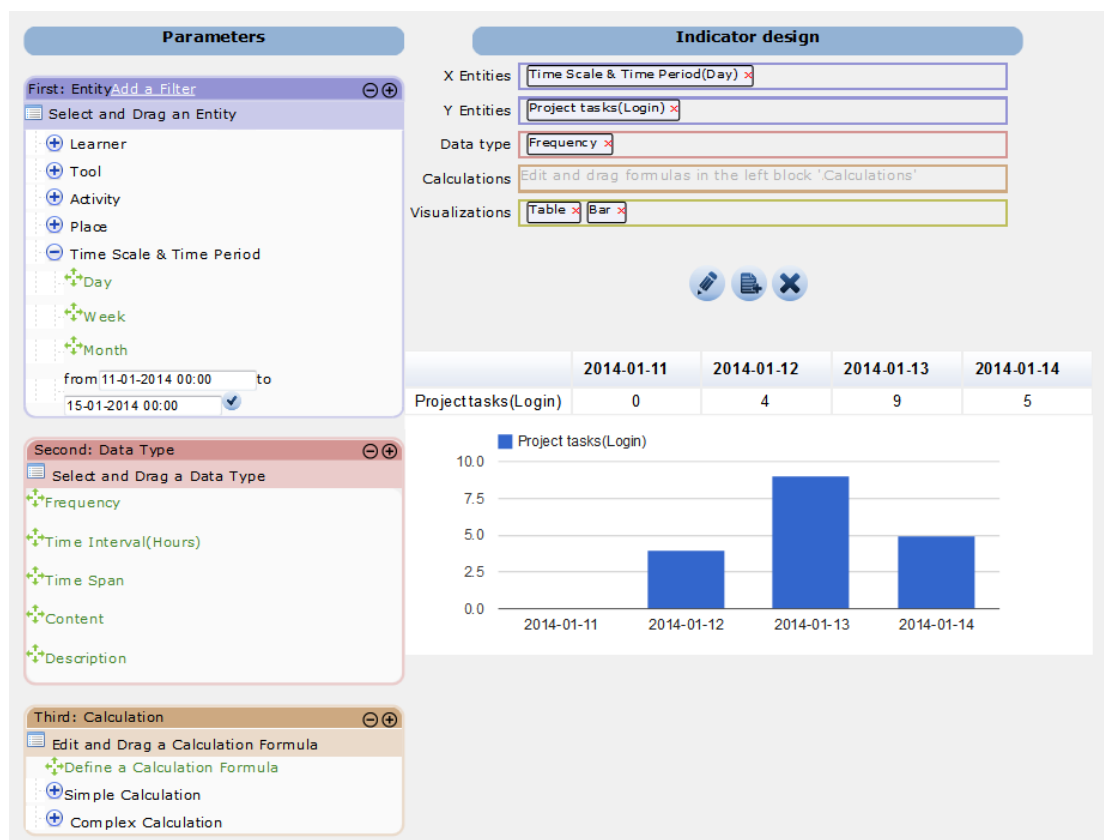 Parameters
First: EntityAdd a Filter
Select and Drag an Entity
Learner
Tool
Activity
Place
Time Scale & Time Period
Day
Week
Month
from 11-01-2014 00:00 to
15-01-2014 00:00
Second: Data Type
Select and Drag a Data Type
Frequency
Time Interval(Hours)
Time Span
Content
Description
Third: Calculation
Edit and Drag a Calculation Formula
Define a Calculation Formula
Simple Calculation
Complex Calculation
Indicator design
X Entities Time Scale & Time Period(Day) x
Y Entities Project tasks(Login) x
Data type Frequency x
Calculations Edit and drag formulas in the left block 'Calculations'
Visualizations Table x Bar x
2014-01-11 2014-01-12 2014-01-13 2014-01-14
Project tasks(Login) 0 4 9 5
Project tasks(Login)
10.0
7.5
5.0
2.5
0.0
2014-01-11 2014-01-12 2014-01-13 2014-01-14